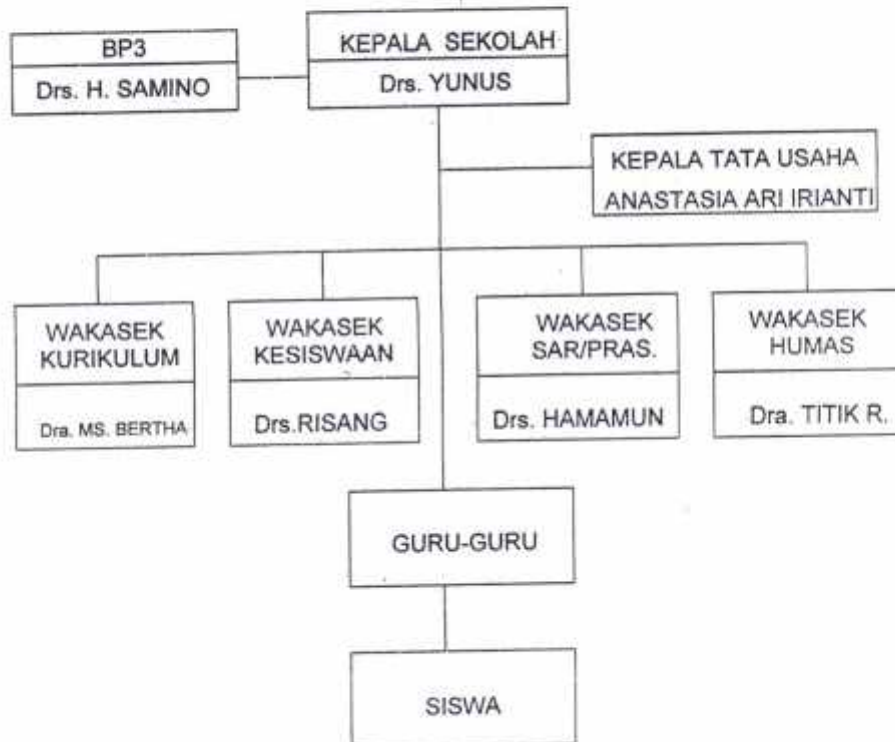 BP3
Drs. H. SAMINO
KEPALA SEKOLAH
Drs. YUNUS
KEPALA TATA USAHA
ANASTASIA ARI IRIANTI
WAKASEK
KURIKULUM
Dra. MS. BERTHA
WAKASEK
KESISWAAN
Drs.RISANG
WAKASEK
SAR/PRAS.
Drs. HAMAMUN
WAKASEK
HUMAS
Dra. TITIK R.
GURU-GURU
SISWA